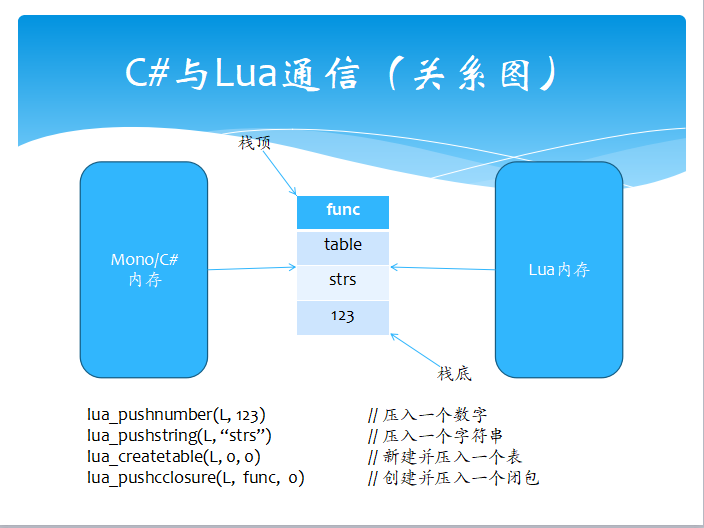 C#与Lua通信（关系图）
栈顶
func
table
strs
123
Mono/C#
内存
Lua内存
栈底
lua_pushnumber(L, 123) // 压入一个数字
lua_pushstring(L, “strs”) // 压入一个字符串
lua_createtable(L, 0, 0) // 新建并压入一个表
lua_pushcclosure(L, func, 0) // 创建并压入一个闭包